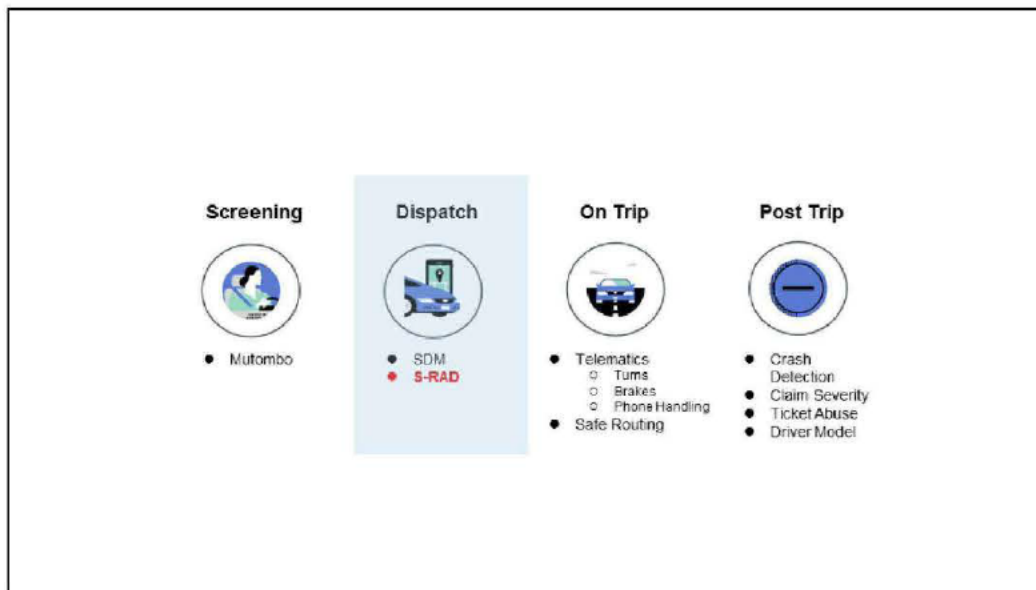 Screening
Mutombo
Dispatch
SDM
S-RAD
On Trip
Telematics
Turns
Brakes
Phone Handling
Safe Routing
Post Trip
Crash
Detection
Claim Severity
Ticket Abuse
Driver Model